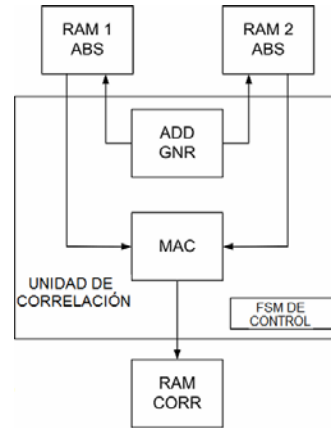 RAM 1
ABS
RAM 2
ABS
ADD
GNR
MAC
UNIDAD DE
CORRELACIÓN
FSM DE
CONTROL
RAM
CORR